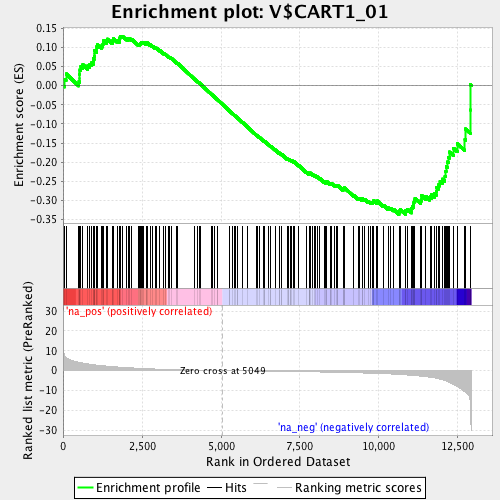 Enrichment plot: V$CART1_01
Enrichment score (ES)
0.15
0.10
0.05
0.00
-0.05
-0.10
-0.15
-0.20
-0.25
-0.30
-0.35
'na_pos' (positively correlated)
Ranked list metric (PreRanked)
30
20
10
0
-10
-20
-30
Zero cross at 5049
'na_neg' (negatively correlated)
0
2,500
5,000
7,500
10,000
12,500
Rank in Ordered Dataset
Enrichment profile
Hits
Ranking metric scores